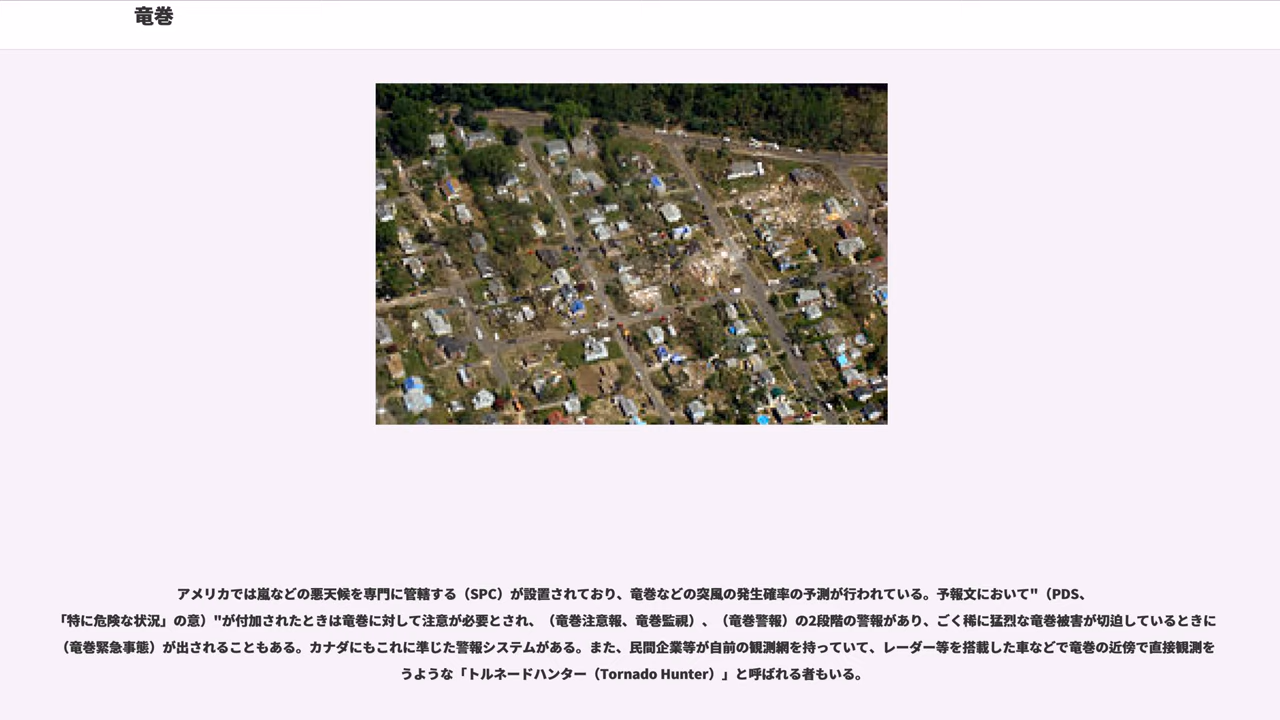 竜巻
アメリカでは嵐などの悪天候を専門に管轄する（SPC）が設置されており、竜巻などの突風の発生確率の予測が行われている。予報文において"（PDS、
「特に危険な状況」の意）"が付加されたときは竜巻に対して注意が必要とされ、（竜巻注意報、竜巻監視）、（竜巻警報）の2段階の警報があり、ごく稀に猛烈な竜巻被害が切迫しているときに
（竜巻緊急事態）が出されることもある。カナダにもこれに準じた警報システムがある。また、民間企業等が自前の観測網を持っていて、レーダー等を搭載した車などで竜巻の近傍で直接観測を
うような「トルネードハンター（Tornado Hunter）」と呼ばれる者もいる。